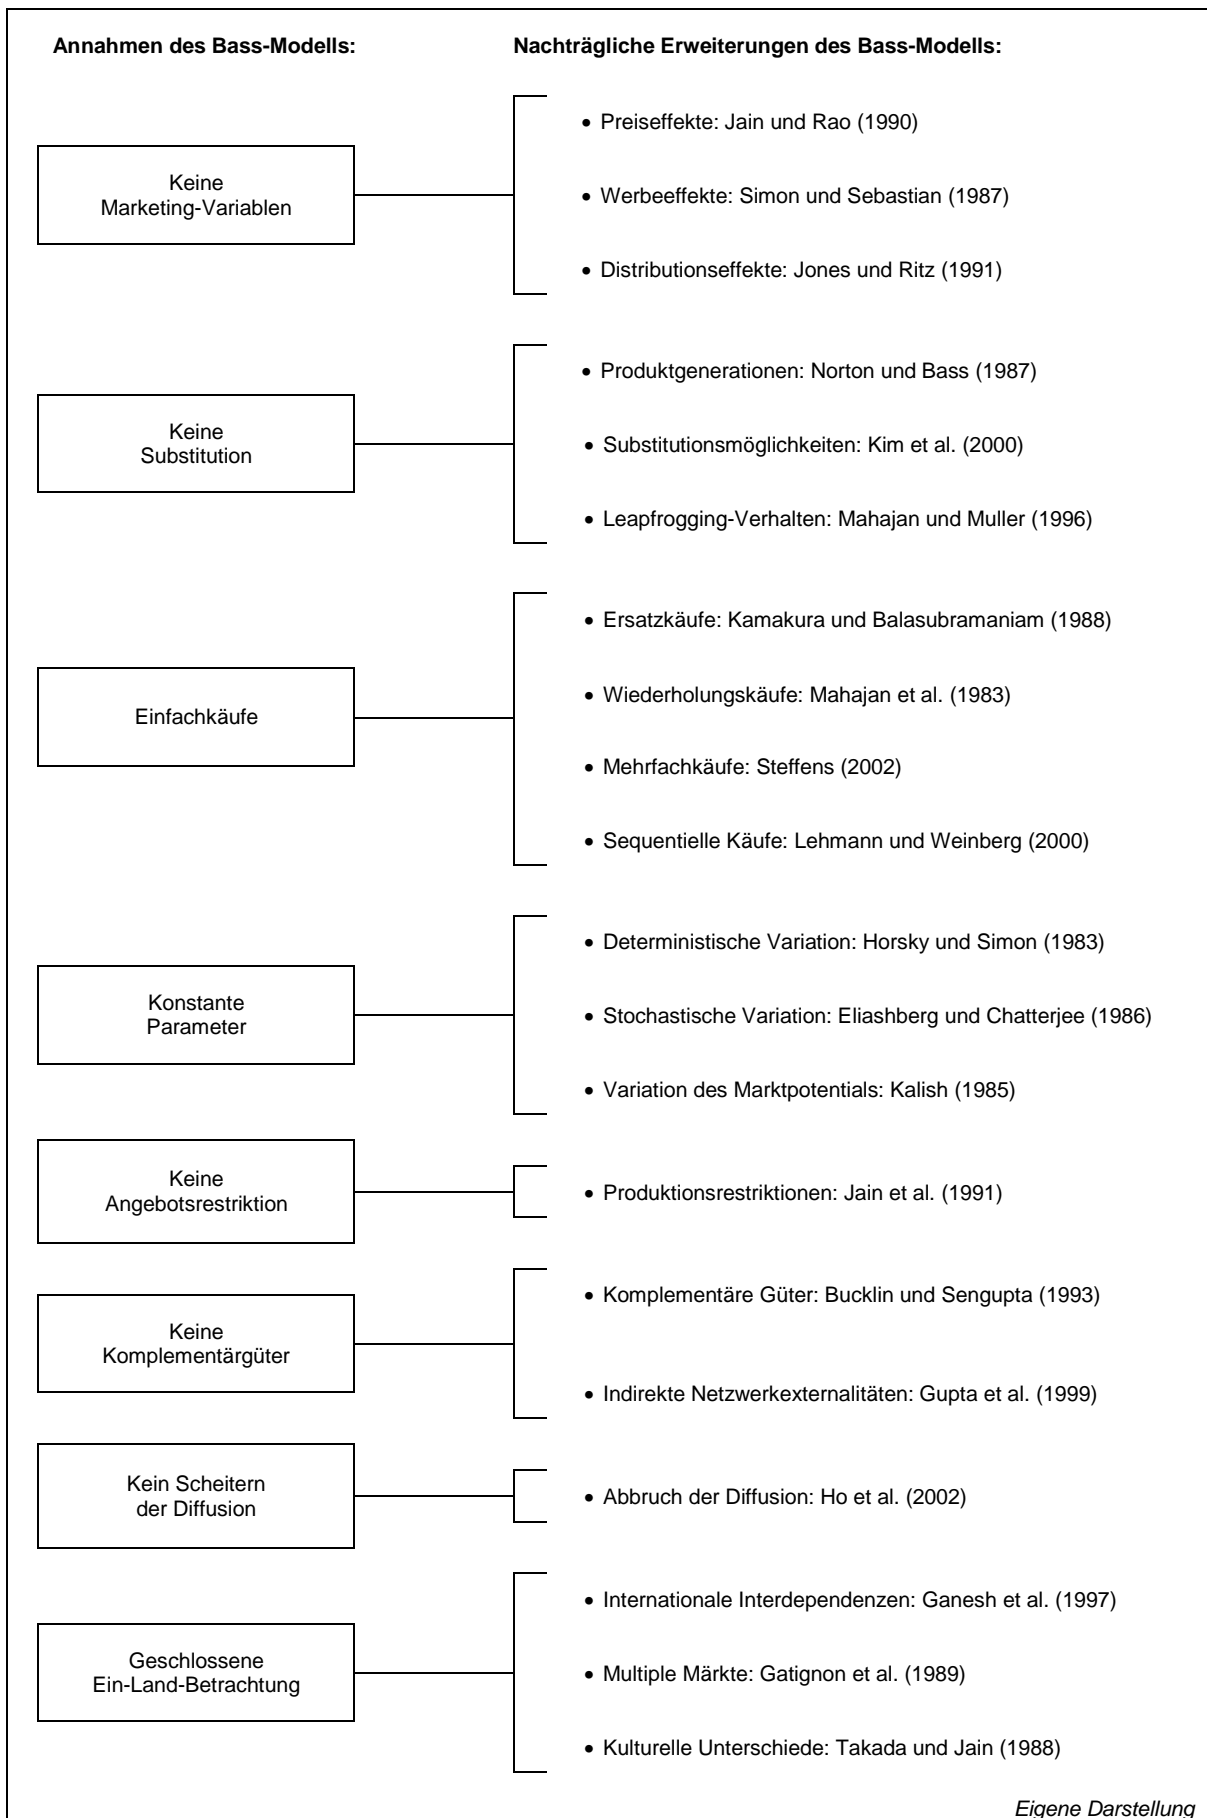 Annahmen des Bass-Modells:
Nachträgliche Erweiterungen des Bass-Modells:
Keine
Marketing-Variablen
• Preiseffekte: Jain und Rao (1990)
• Werbeeffekte: Simon und Sebastian (1987)
• Distributionseffekte: Jones und Ritz (1991)
Keine
Substitution
• Produktgenerationen: Norton und Bass (1987)
• Substitutionsmöglichkeiten: Kim et al. (2000)
• Leapfrogging-Verhalten: Mahajan und Muller (1996)
Einfachkäufe
• Ersatzkäufe: Kamakura und Balasubramaniam (1988)
• Wiederholungskäufe: Mahajan et al. (1983)
• Mehrfachkäufe: Steffens (2002)
• Sequentielle Käufe: Lehmann und Weinberg (2000)
Konstante
Parameter
• Deterministische Variation: Horsky und Simon (1983)
• Stochastische Variation: Eliashberg und Chatterjee (1986)
• Variation des Marktpotentials: Kalish (1985)
Keine
Angebotsrestriktion
• Produktionsrestriktionen: Jain et al. (1991)
Keine
Komplementärgüter
• Komplementäre Güter: Bucklin und Sengupta (1993)
• Indirekte Netzwerkexternalitäten: Gupta et al. (1999)
Kein Scheitern
der Diffusion
• Abbruch der Diffusion: Ho et al. (2002)
Geschlossene
Ein-Land-Betrachtung
• Internationale Interdependenzen: Ganesh et al. (1997)
• Multiple Märkte: Gatignon et al. (1989)
• Kulturelle Unterschiede: Takada und Jain (1988)
Eigene Darstellung